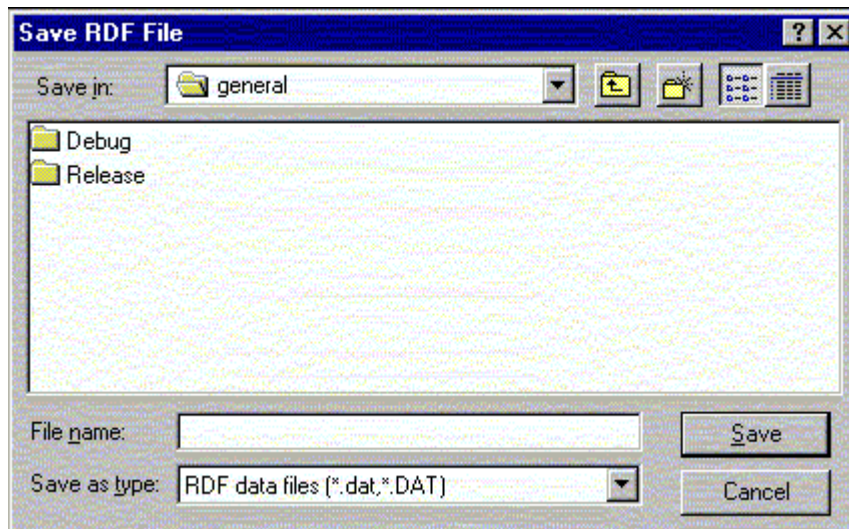 Save RDF File
Save in: general
Debug
Release
File name: Save
Save as type: RDF data files (*.dat,*.DAT) Cancel